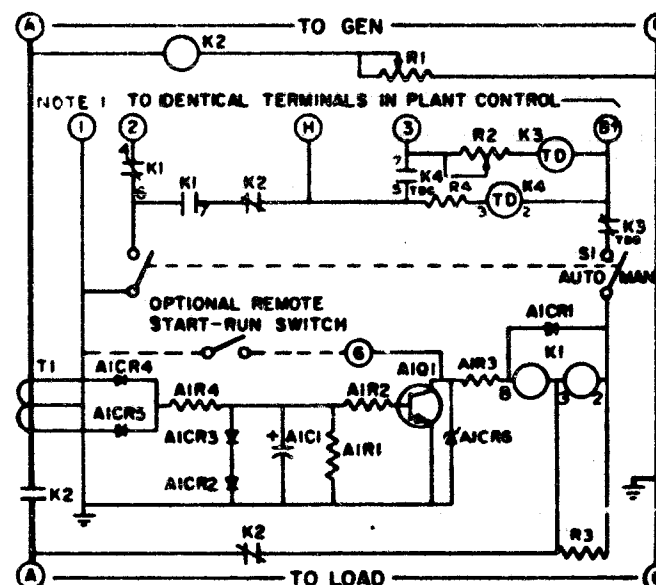 A TO GEN
K2
R1
NOTE 1 TO IDENTICAL TERMINALS IN PLANT CONTROL
1 2 H 3 B+
R2 K3
TD
4 K1 6
7 K4 5 TDC
K1 7
K2
R4
3 TD 2
K4
K3
TDO
S1
AUTO MAN
OPTIONAL REMOTE
START-RUN SWITCH
6
A1CR1
K1
T1
A1CR4
A1R4
A1R2
A1Q1
A1R3
8 3 2
A1CR5
A1CR3
+ A1C1
A1R1
A1CR6
A1CR2
K2
K2
R3
A TO LOAD